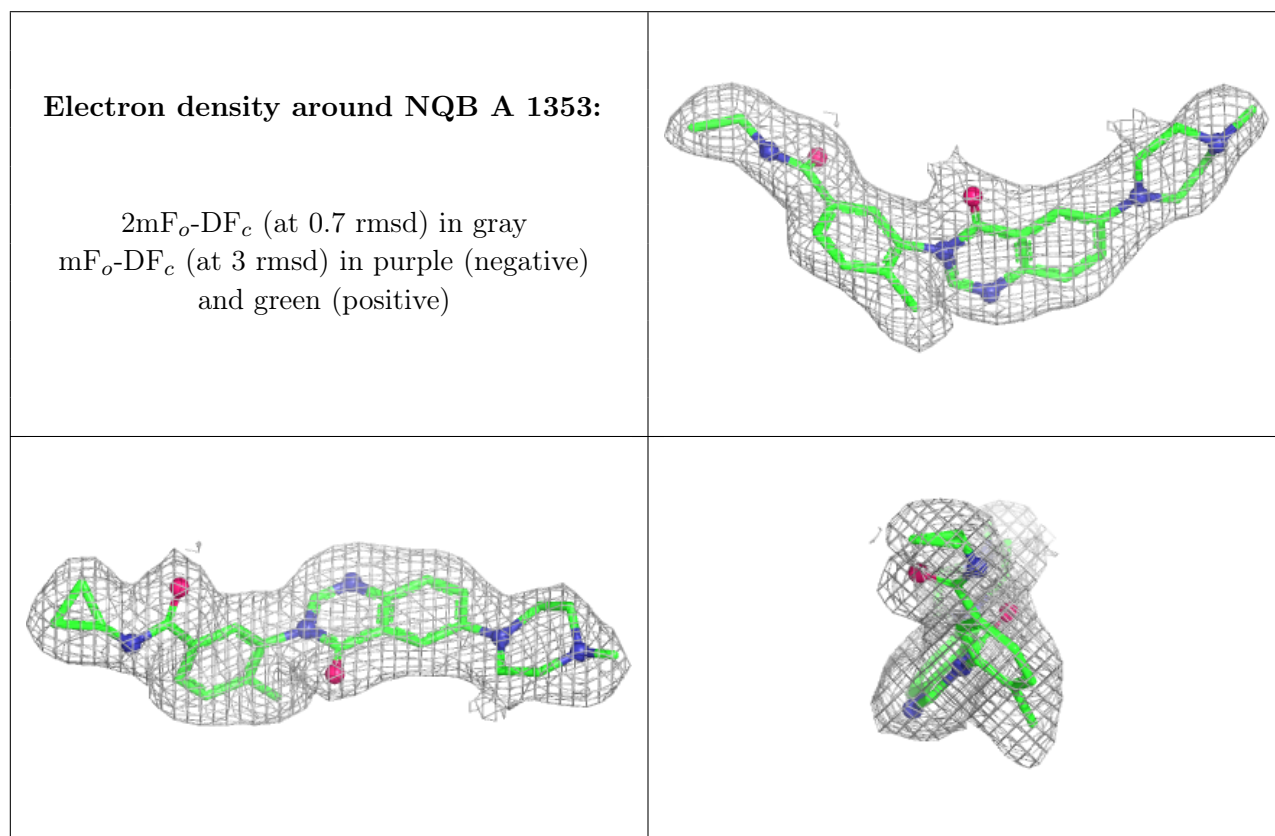 Electron density around NQB A 1353:
2mFo-DFc (at 0.7 rmsd) in gray
mFo-DFc (at 3 rmsd) in purple (negative)
and green (positive)